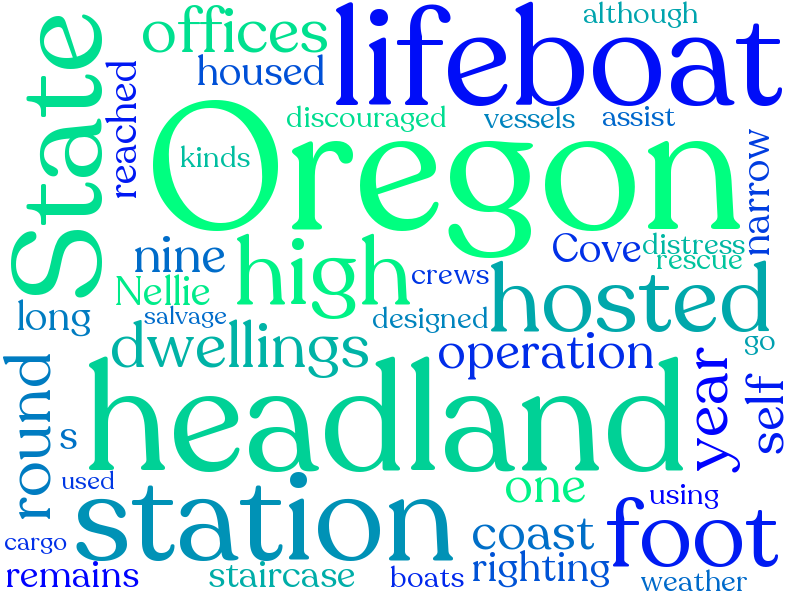 although
offices
lifeboat
State
housed
reached
discouraged
vessels
assist
kinds
Oregon
narrow
nine
high
Cove
distress
rescue
crews
Nellie
hosted
long
salvage
designed
go
dwellings
operation
round
headland
year
self
s
used
one
using
station
foot
cargo
coast
remains
staircase
boats
righting
weather